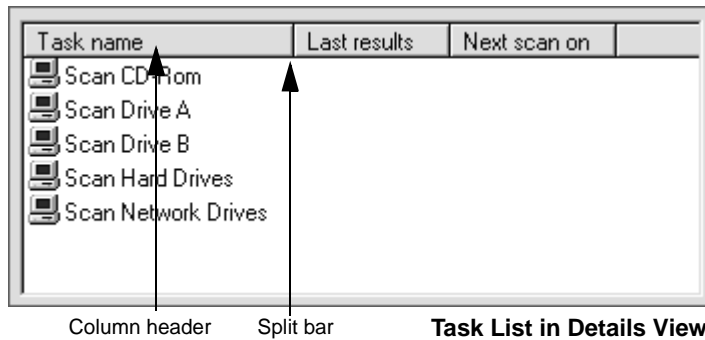 Task name Last results Next scan on
Scan CD-Rom
Scan Drive A
Scan Drive B
Scan Hard Drives
Scan Network Drives
Column header Split bar Task List in Details View